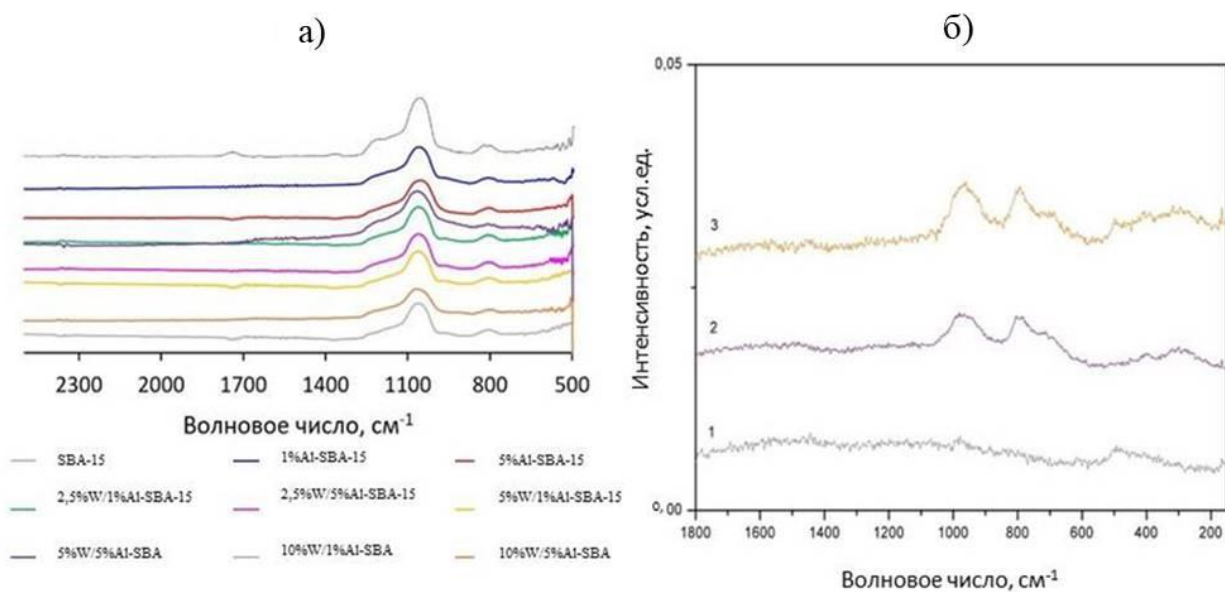 а)
2300 2000 1700 1400 1100 800 500
Волновое число, см-1
SBA-15 1%Al-SBA-15 5%Al-SBA-15
2,5%W/1%Al-SBA-15 2,5%W/5%Al-SBA-15 5%W/1%Al-SBA-15
5%W/5%Al-SBA 10%W/1%Al-SBA 10%W/5%Al-SBA
б)
0,05
Интенсивность, усл.ед.
3
2
1
0,00
1800 1600 1400 1200 1000 800 600 400 200
Волновое число, см-1